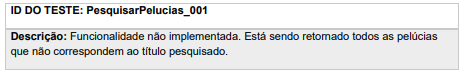 ID DO TESTE: PesquisarPelucias_001
Descrição: Funcionalidade não implementada. Está sendo retornado todos as pelúcias
que não correspondem ao título pesquisado.